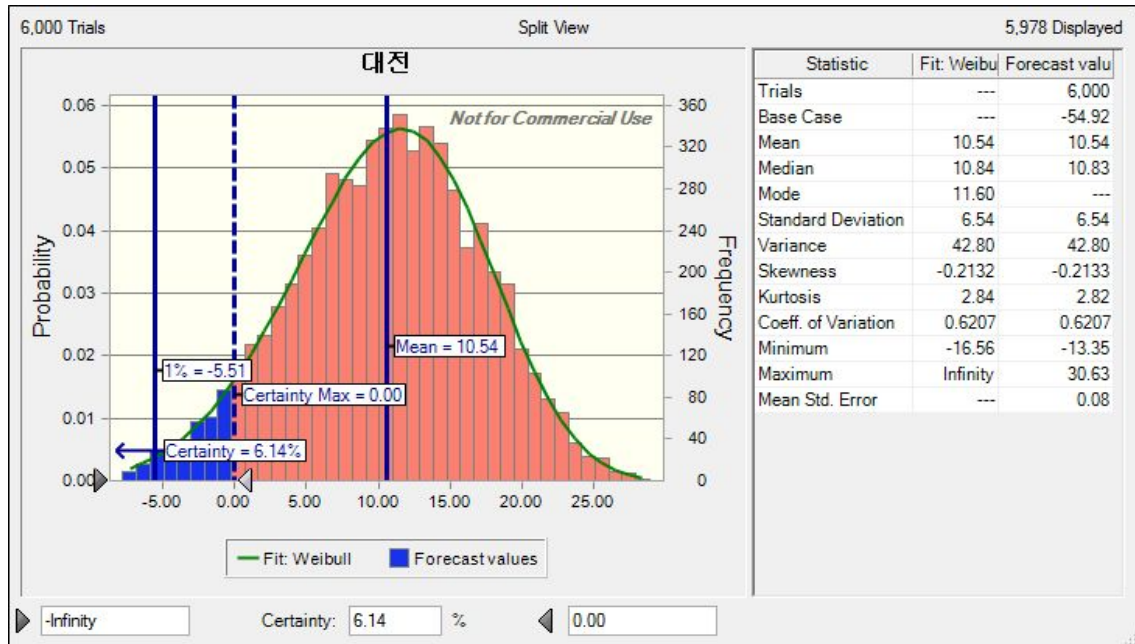 6,000 Trials
Split View
5,978 Displayed
대전
Not for Commercial Use
0.06
0.05
0.04
0.03
0.02
0.01
0.00
Probability
360
320
280
240
200
160
120
80
40
0
Frequency
Mean = 10.54
1% = -5.51
Certainty Max = 0.00
Certainty = 6.14%
-5.00 0.00 5.00 10.00 15.00 20.00 25.00
Fit: Weibull Forecast values
Statistic Fit: Weibu Forecast valu
Trials --- 6,000
Base Case --- -54.92
Mean 10.54 10.54
Median 10.84 10.83
Mode 11.60 ---
Standard Deviation 6.54 6.54
Variance 42.80 42.80
Skewness -0.2132 -0.2133
Kurtosis 2.84 2.82
Coeff. of Variation 0.6207 0.6207
Minimum -16.56 -13.35
Maximum Infinity 30.63
Mean Std. Error --- 0.08
-Infinity Certainty: 6.14 % 0.00